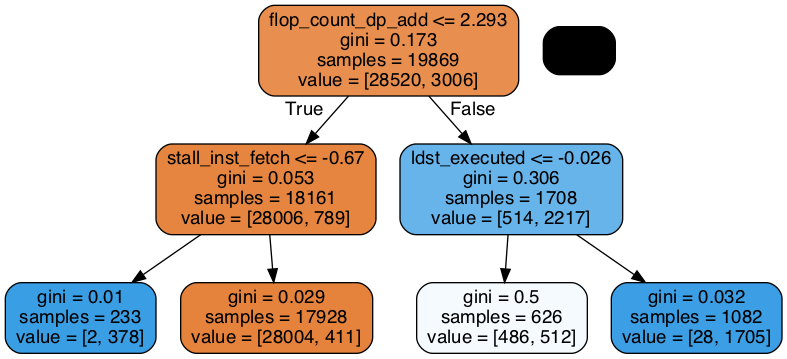 flop_count_dp_add <= 2.293
gini = 0.173
samples = 19869
value = [28520, 3006]
True
False
stall_inst_fetch <= -0.67
gini = 0.053
samples = 18161
value = [28006, 789]
ldst_executed <= -0.026
gini = 0.306
samples = 1708
value = [514, 2217]
gini = 0.01
samples = 233
value = [2, 378]
gini = 0.029
samples = 17928
value = [28004, 411]
gini = 0.5
samples = 626
value = [486, 512]
gini = 0.032
samples = 1082
value = [28, 1705]